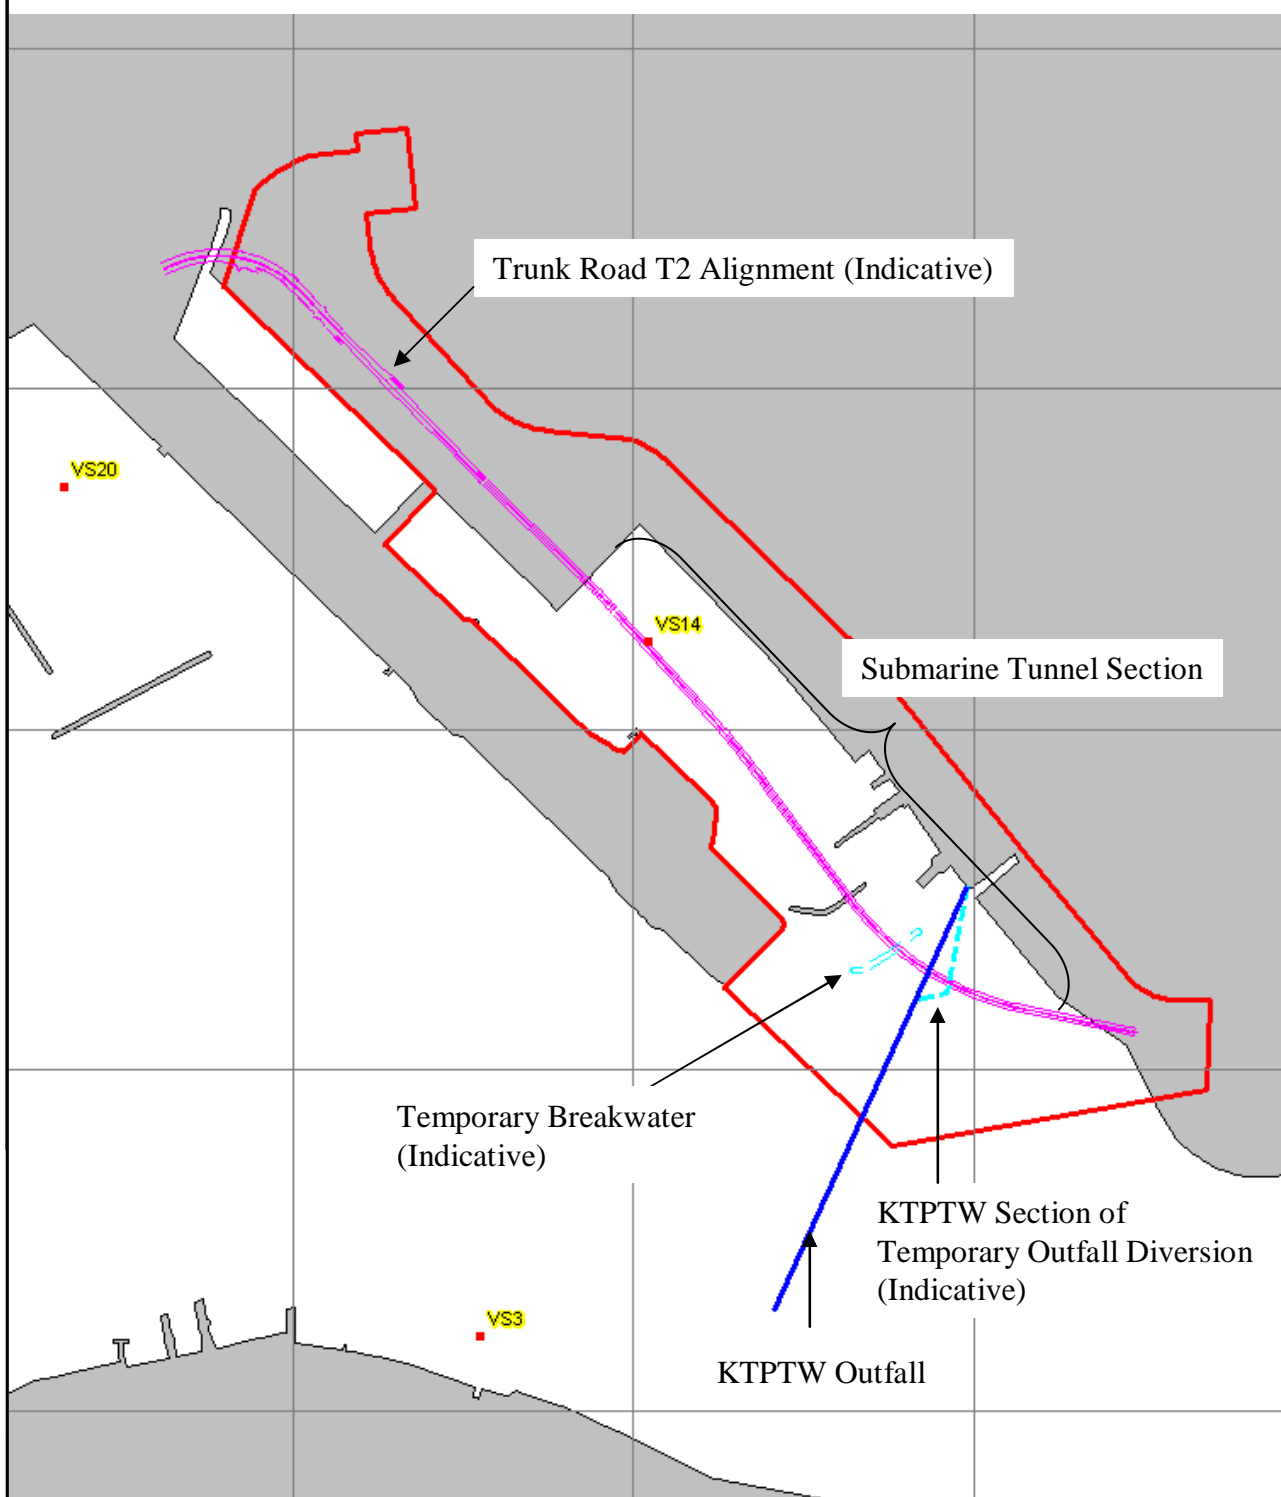 Trunk Road T2 Alignment (Indicative)
VS20
VS14
Submarine Tunnel Section
Temporary Breakwater
(Indicative)
KTPTW Section of
Temporary Outfall Diversion
(Indicative)
VS3
KTPTW Outfall